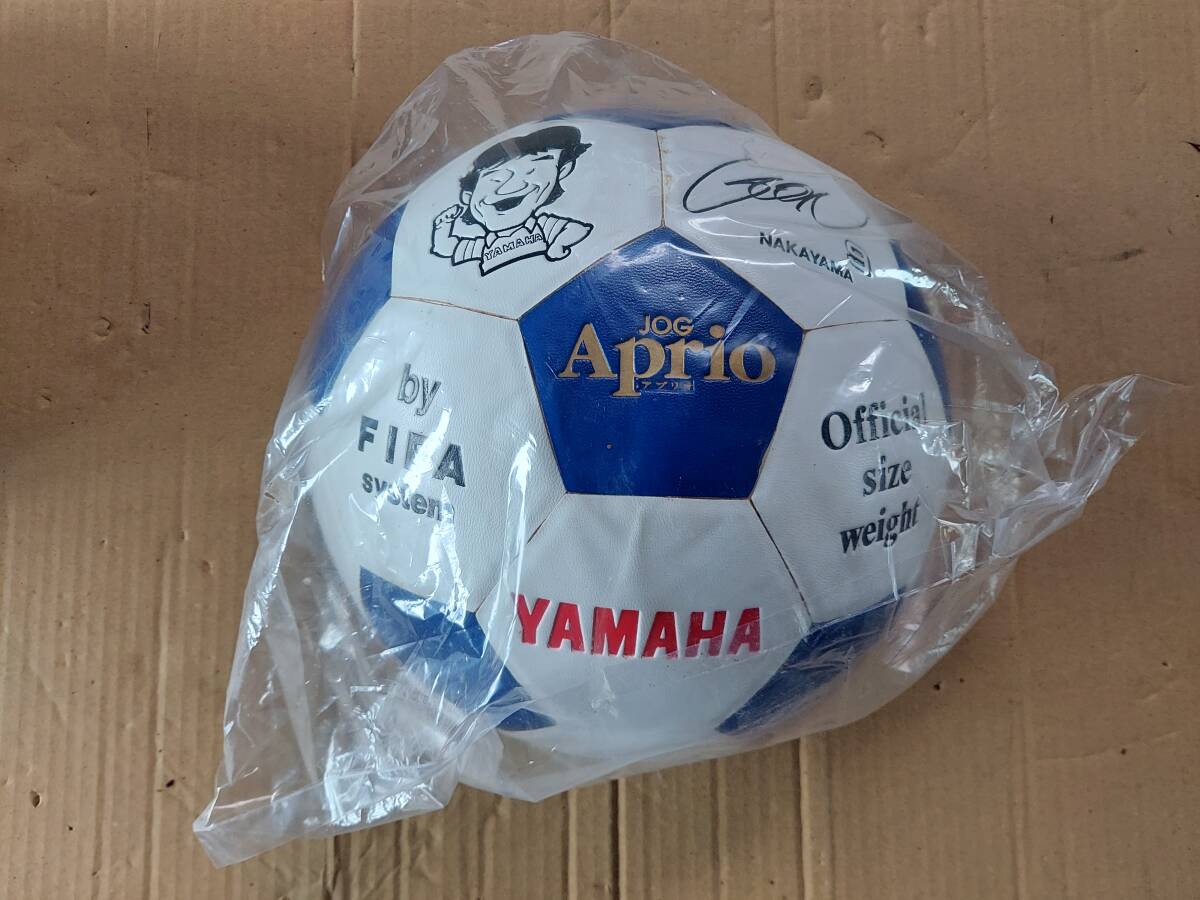 YAMAHA
Goon
NAKAYAMA 9
JOG
Aprio
アプリオ
by
FIFA
system
Official
size
weight
YAMAHA